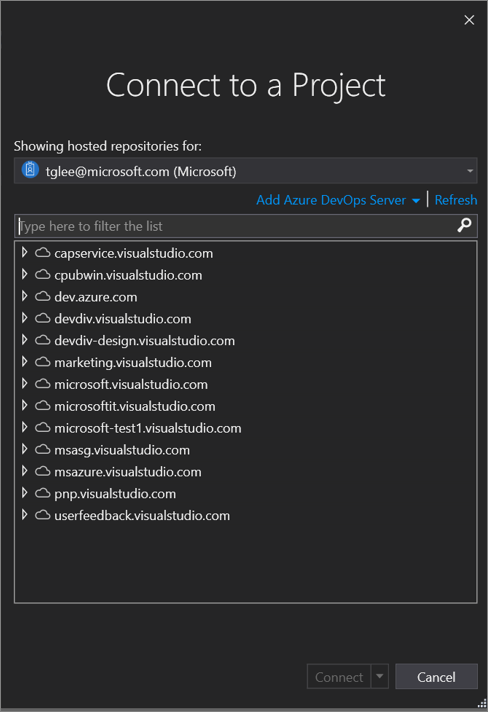 Connect to a Project
Showing hosted repositories for:
tglee@microsoft.com (Microsoft)
Add Azure DevOps Server | Refresh
Type here to filter the list
capservice.visualstudio.com
cpubwin.visualstudio.com
dev.azure.com
devdiv.visualstudio.com
devdiv-design.visualstudio.com
marketing.visualstudio.com
microsoft.visualstudio.com
microsoftit.visualstudio.com
microsoft-test1.visualstudio.com
msasg.visualstudio.com
msazure.visualstudio.com
pnp.visualstudio.com
userfeedback.visualstudio.com
Connect Cancel